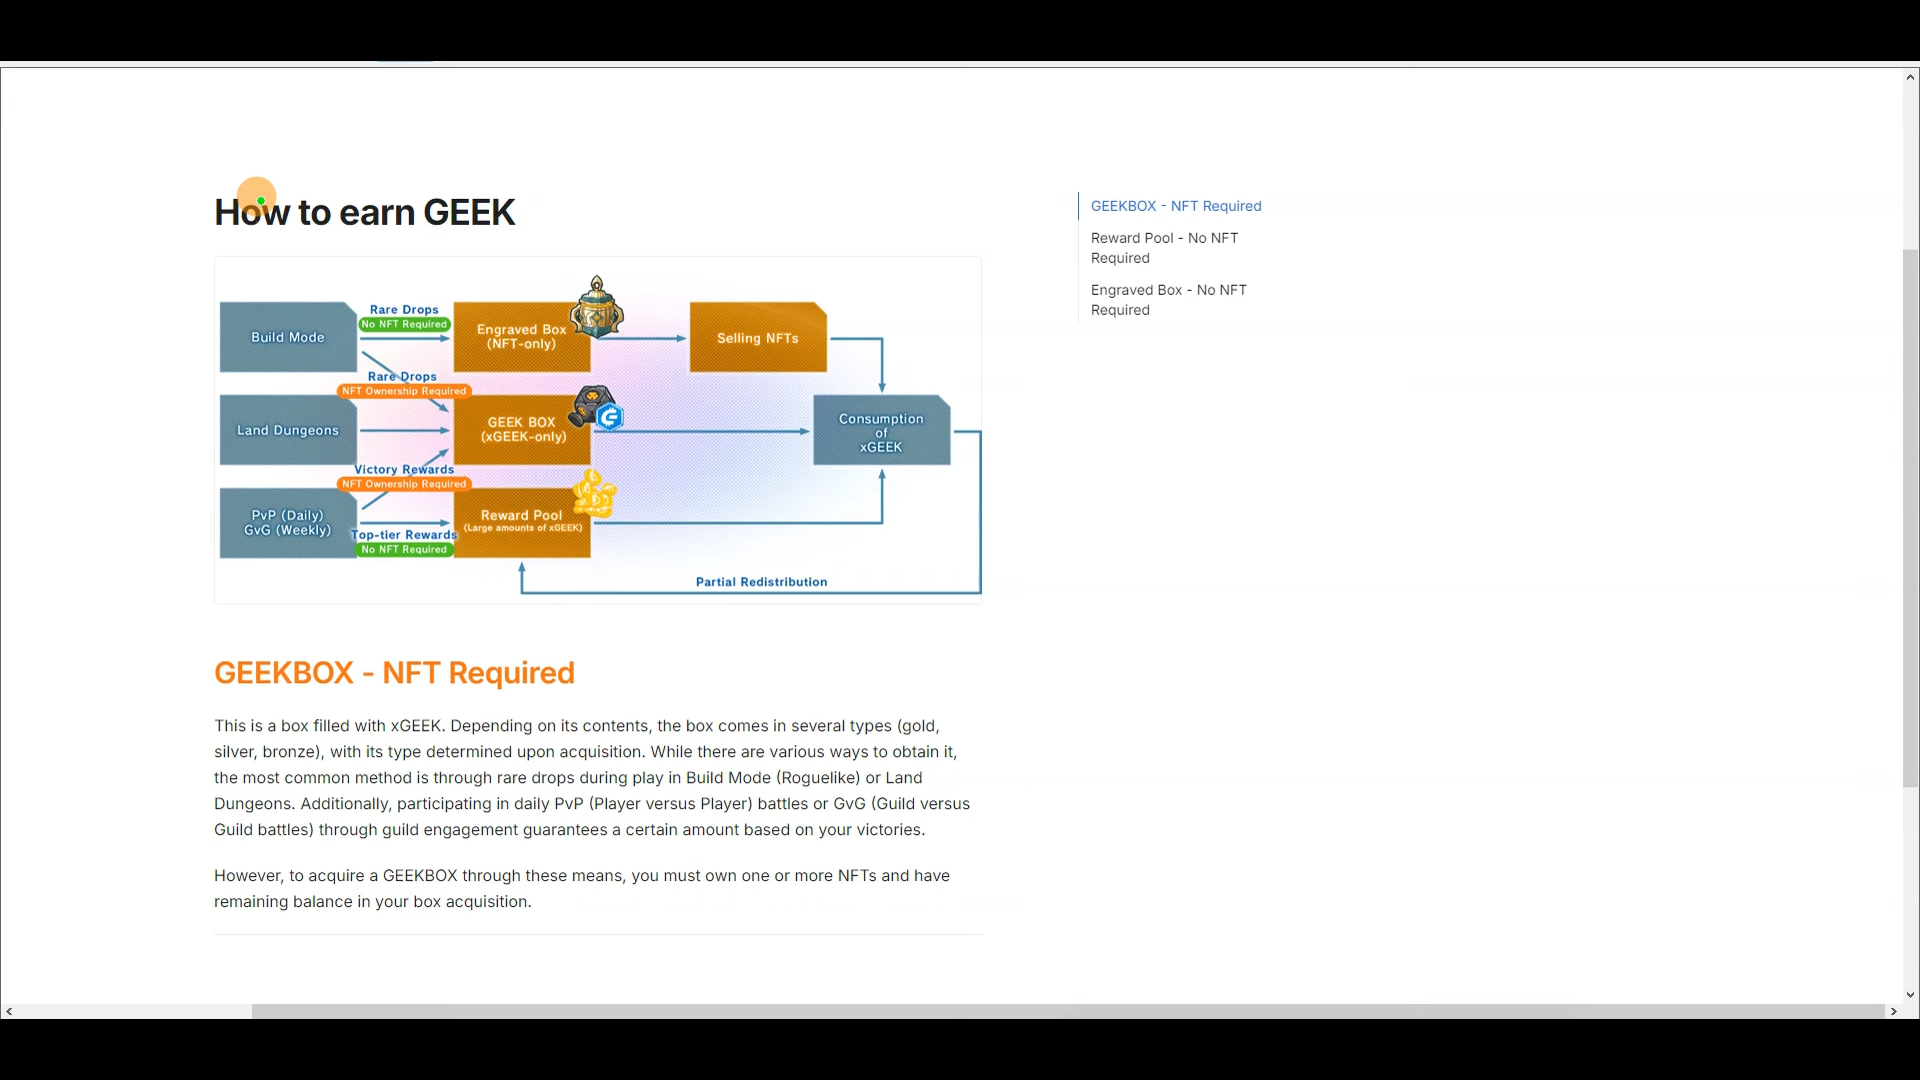 How to earn GEEK
GEEKBOX - NFT Required
Reward Pool - No NFT
Required
Engraved Box - No NFT
Required
Build Mode
Rare Drops
No NFT Required
Engraved Box
(NFT-only)
Selling NFTs
Rare Drops
NFT Ownership Required
Land Dungeons
GEEK BOX
(xGEEK-only)
Consumption
of
xGEEK
Victory Rewards
NFT Ownership Required
PvP (Daily)
GvG (Weekly)
Top-tier Rewards
No NFT Required
Reward Pool
(Large amounts of xGEEK)
Partial Redistribution
GEEKBOX - NFT Required
This is a box filled with xGEEK. Depending on its contents, the box comes in several types (gold,
silver, bronze), with its type determined upon acquisition. While there are various ways to obtain it,
the most common method is through rare drops during play in Build Mode (Roguelike) or Land
Dungeons. Additionally, participating in daily PvP (Player versus Player) battles or GvG (Guild versus
Guild battles) through guild engagement guarantees a certain amount based on your victories.
However, to acquire a GEEKBOX through these means, you must own one or more NFTs and have
remaining balance in your box acquisition.